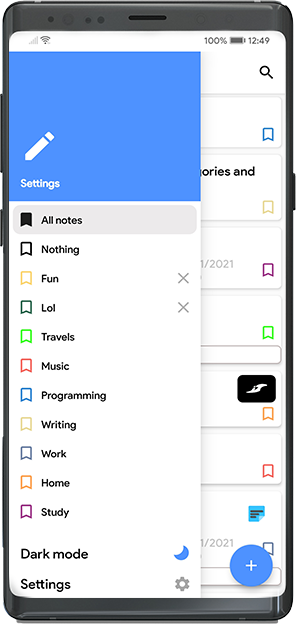 100% 12:49
Settings
All notes
ories and
Nothing
1/2021
Fun
Lol
Travels
Music
Programming
Writing
Work
Home
Study
1/2021
Dark mode
Settings